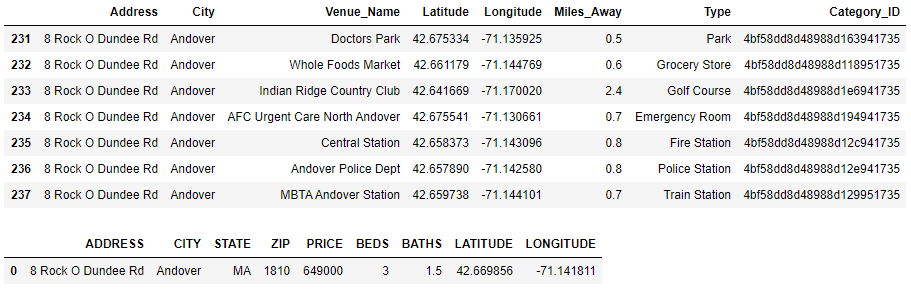 Address City Venue_Name Latitude Longitude Miles_Away Type Category_ID
231 8 Rock O Dundee Rd Andover Doctors Park 42.675334 -71.135925 0.5 Park 4bf58dd8d48988d163941735
232 8 Rock O Dundee Rd Andover Whole Foods Market 42.661179 -71.144769 0.6 Grocery Store 4bf58dd8d48988d118951735
233 8 Rock O Dundee Rd Andover Indian Ridge Country Club 42.641669 -71.170020 2.4 Golf Course 4bf58dd8d48988d1e6941735
234 8 Rock O Dundee Rd Andover AFC Urgent Care North Andover 42.675541 -71.130661 0.7 Emergency Room 4bf58dd8d48988d194941735
235 8 Rock O Dundee Rd Andover Central Station 42.658373 -71.143096 0.8 Fire Station 4bf58dd8d48988d12c941735
236 8 Rock O Dundee Rd Andover Andover Police Dept 42.657890 -71.142580 0.8 Police Station 4bf58dd8d48988d12e941735
237 8 Rock O Dundee Rd Andover MBTA Andover Station 42.659738 -71.144101 0.7 Train Station 4bf58dd8d48988d129951735
ADDRESS CITY STATE ZIP PRICE BEDS BATHS LATITUDE LONGITUDE
0 8 Rock O Dundee Rd Andover MA 1810 649000 3 1.5 42.669856 -71.141811